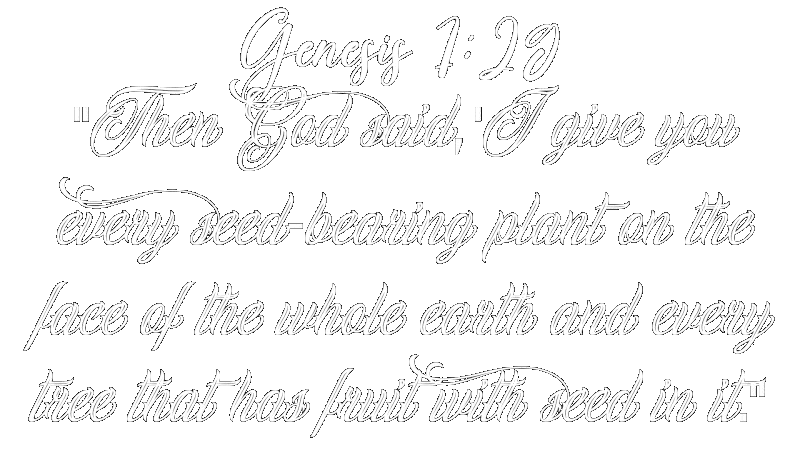 Genesis 1:29
"Then God said, 'I give you
every seed-bearing plant on the
face of the whole earth and every
tree that has fruit with seed in it."